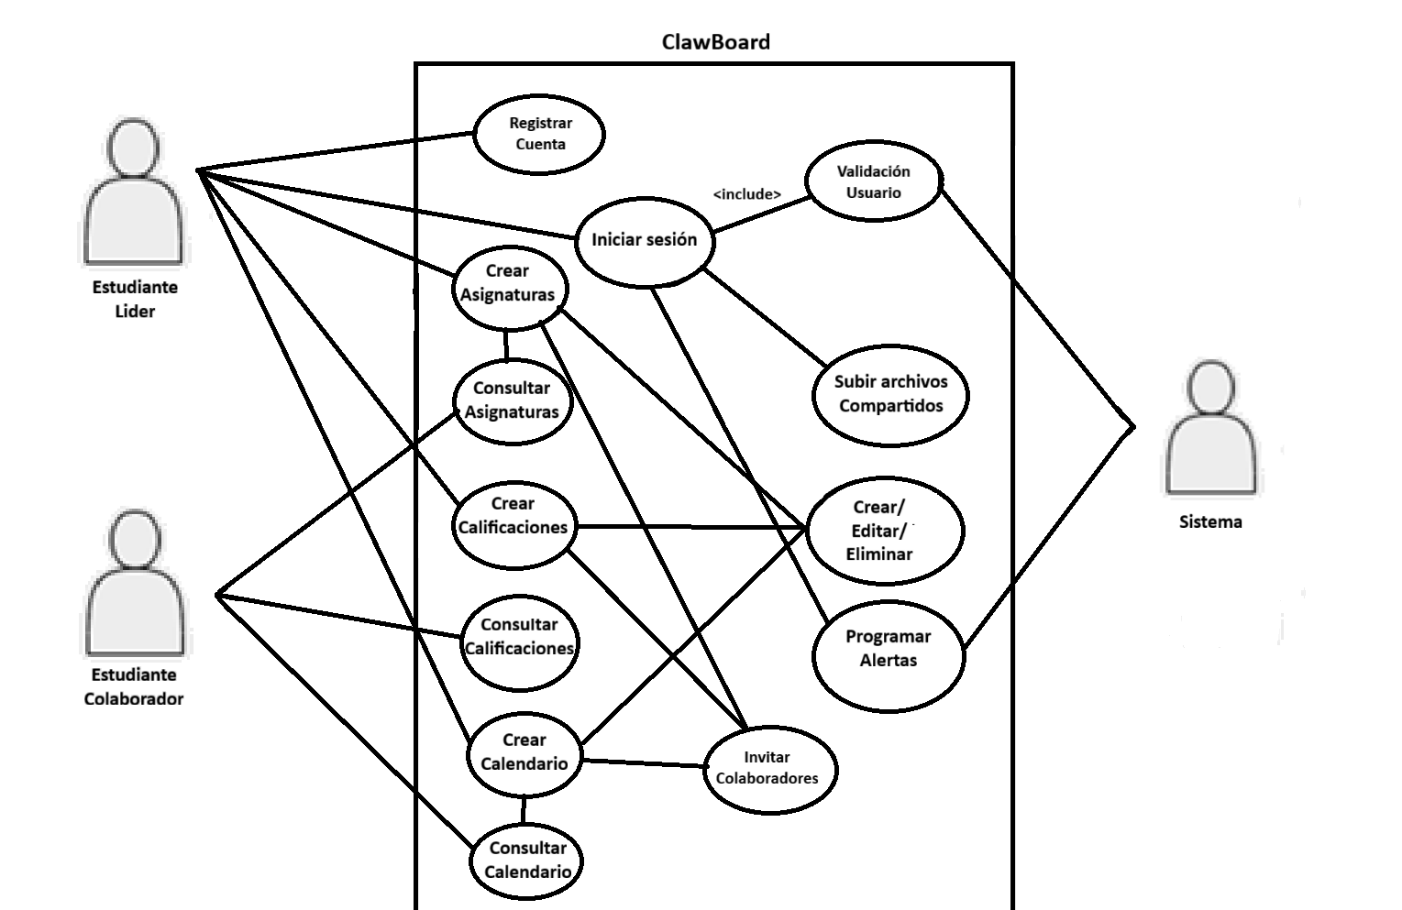 ClawBoard
Registrar
Cuenta
Validación
Usuario
<include>
Iniciar sesión
Estudiante
Lider
Crear
Asignaturas
Consultar
Asignaturas
Subir archivos
Compartidos
Crear
Calificaciones
Crear/
Editar/
Eliminar
Sistema
Consultar
Calificaciones
Programar
Alertas
Estudiante
Colaborador
Crear
Calendario
Invitar
Colaboradores
Consultar
Calendario